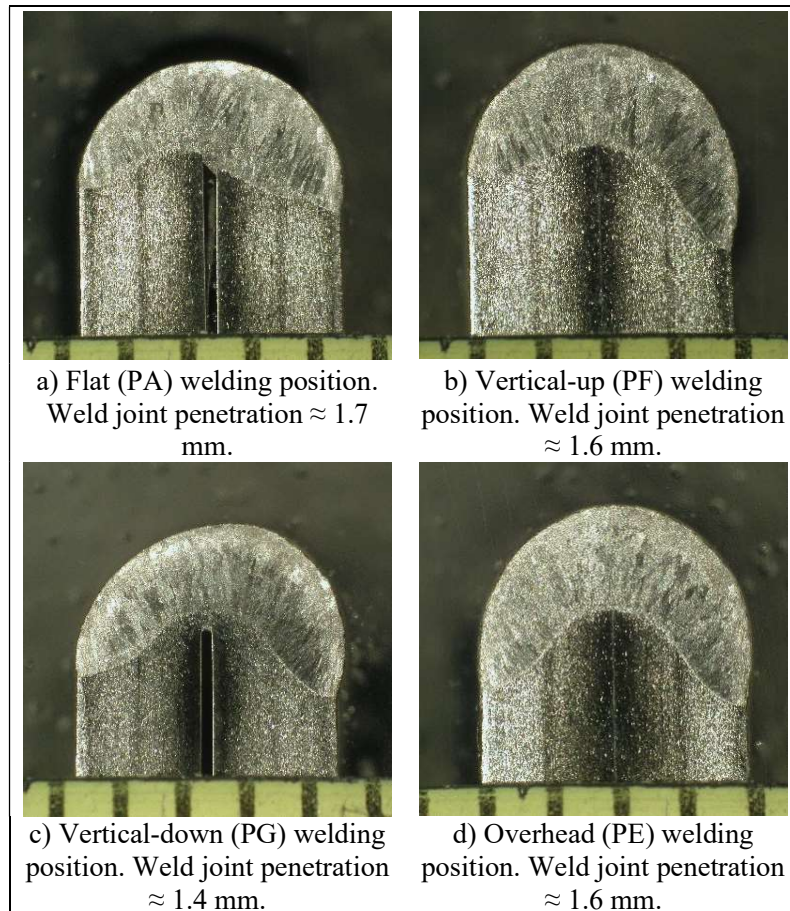 a) Flat (PA) welding position.
Weld joint penetration ≈ 1.7
mm.
b) Vertical-up (PF) welding
position. Weld joint penetration
≈ 1.6 mm.
c) Vertical-down (PG) welding
position. Weld joint penetration
≈ 1.4 mm.
d) Overhead (PE) welding
position. Weld joint penetration
≈ 1.6 mm.